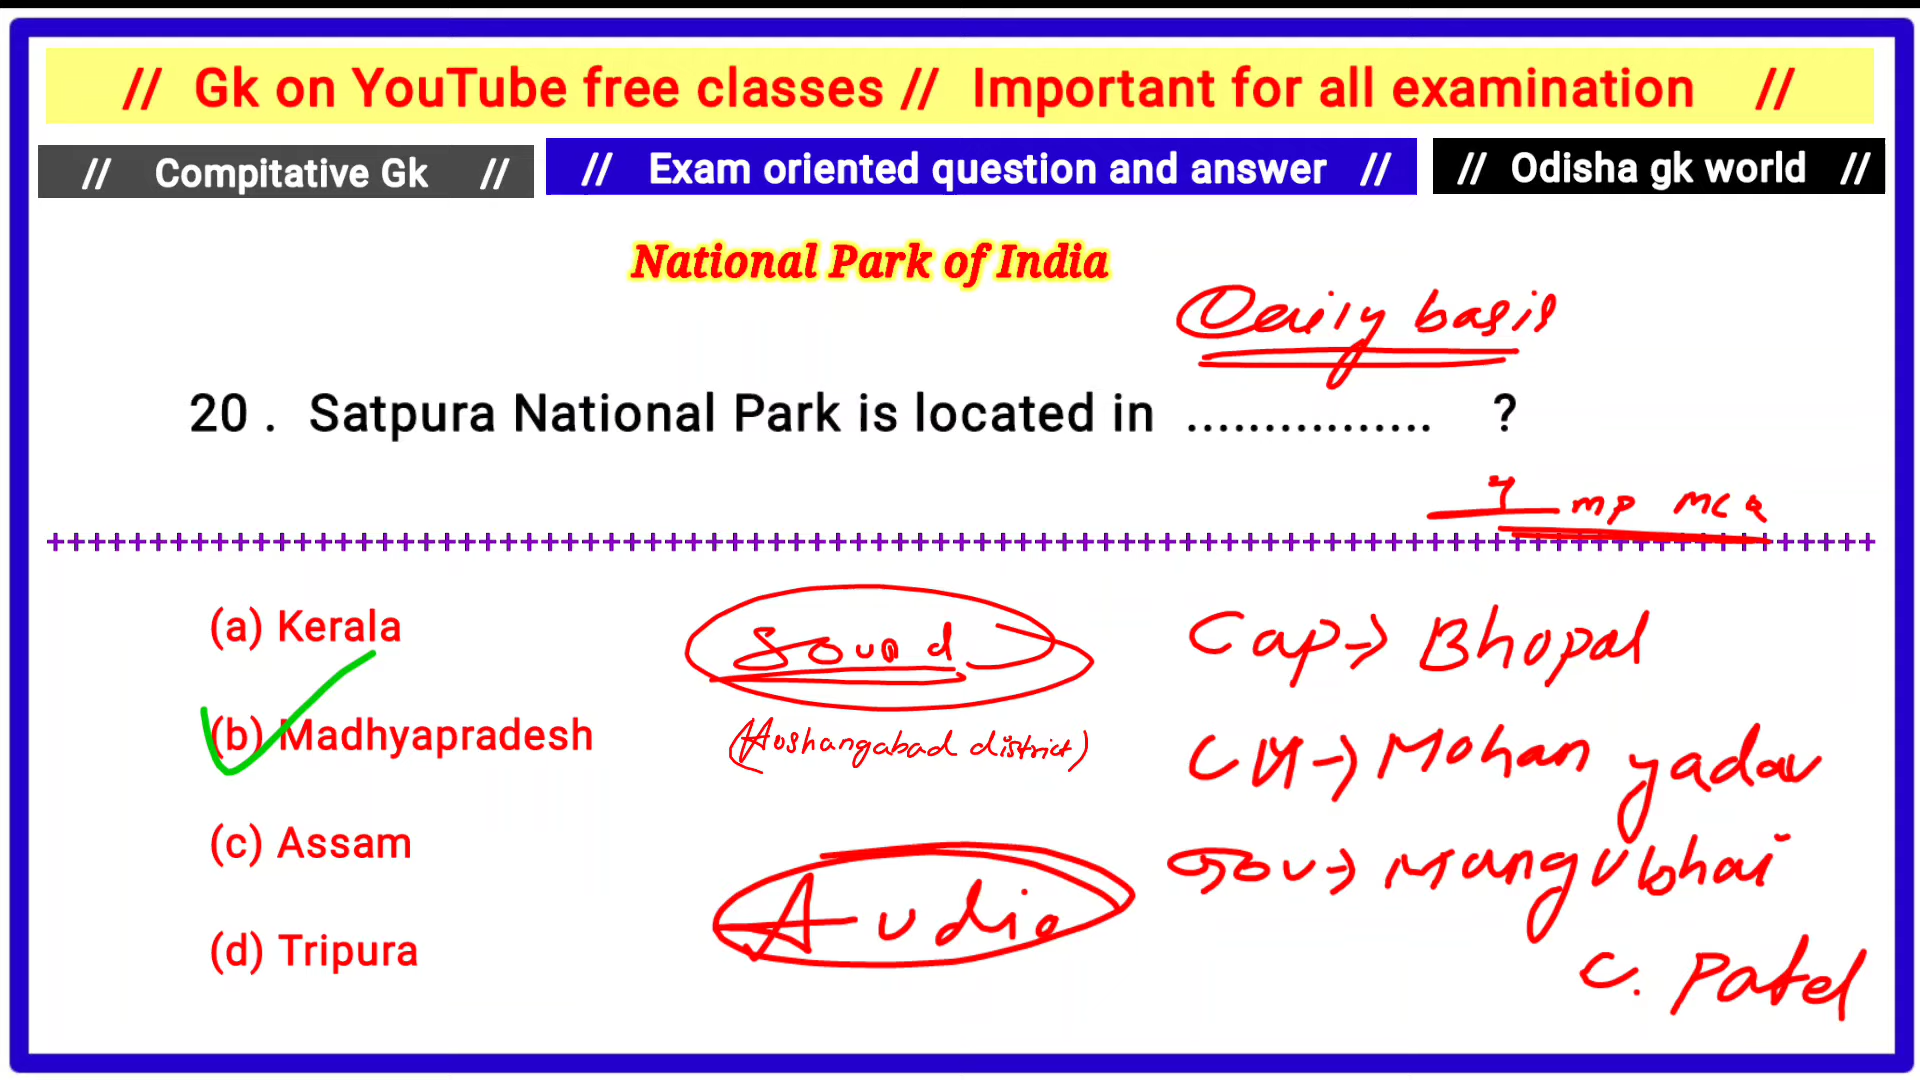 // Gk on YouTube free classes // Important for all examination //
// Compitative Gk // // Exam oriented question and answer // // Odisha gk world //
National Park of India
Daily basis
20 . Satpura National Park is located in ................ ?
4 mp MCQ
++++++++++++++++++++++++++++++++++++++++++++++++++++++++++++++++++++++++++++++++++++++++
(a) Kerala
Sound
Cap→ Bhopal
(b) Madhyapradesh
(Hoshangabad district)
CM→ Mohan yadav
(c) Assam
Audio
Gov→ Mangubhai
(d) Tripura
C. Patel